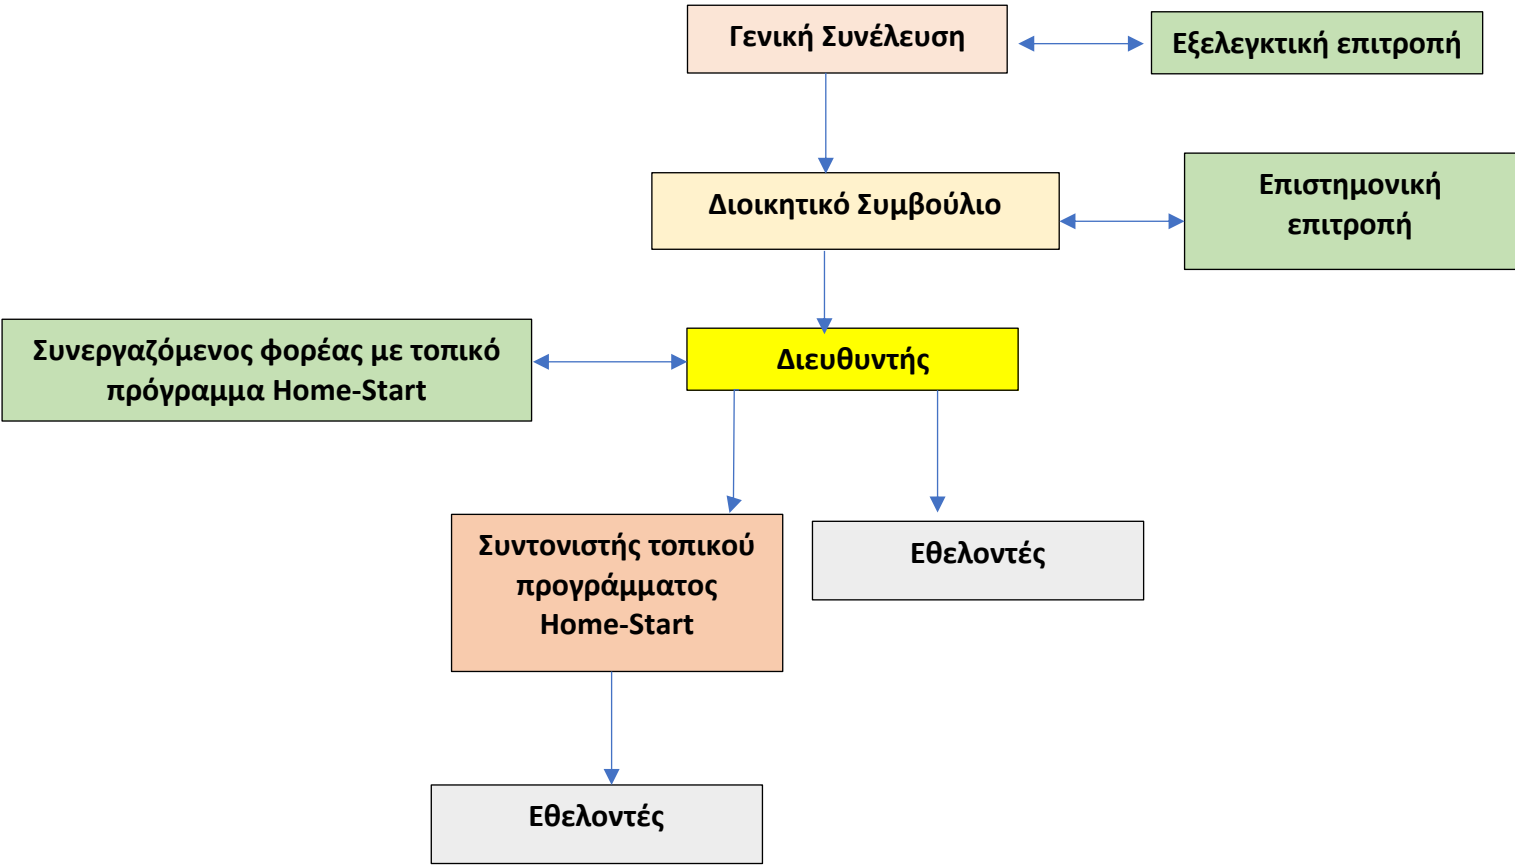 Γενική Συνέλευση
Εξελεγκτική επιτροπή
Διοικητικό Συμβούλιο
Επιστημονική
επιτροπή
Συνεργαζόμενος φορέας με τοπικό
πρόγραμμα Home-Start
Διευθυντής
Συντονιστής τοπικού
προγράμματος
Home-Start
Εθελοντές
Εθελοντές